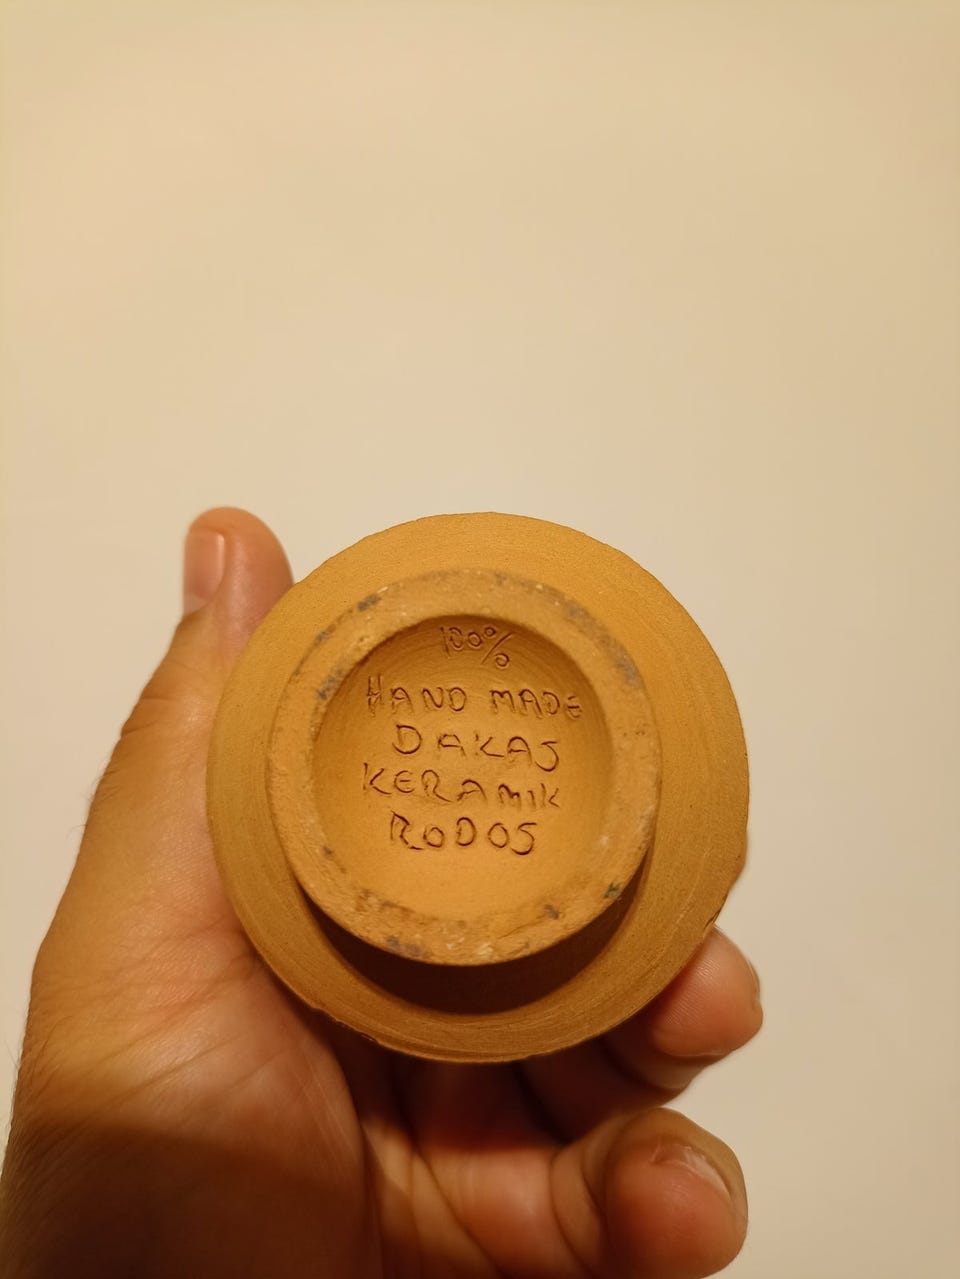 100%
HAND MADE
DAKAS
KERAMIK
RODOS